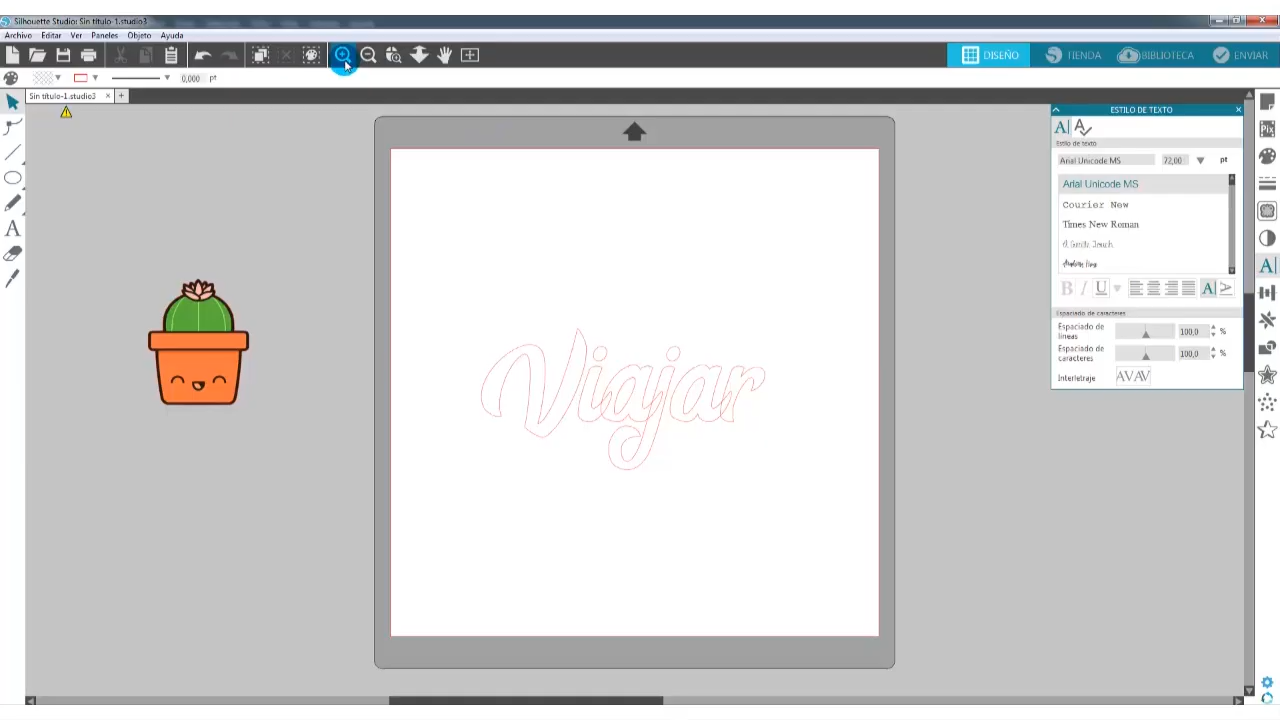 Silhouette Studio: Sin título-1.studio3
Archivo Editar Ver Paneles Objeto Ayuda
DISEÑO TIENDA BIBLIOTECA ENVIAR
0,000 pt
Sin título-1.studio3
ESTILO DE TEXTO
Estilo de texto
Arial Unicode MS 72,00 pt
Arial Unicode MS
Courier New
Times New Roman
A Gentle Touch
B I U
Espaciado de caracteres
Espaciado de líneas 100,0 %
Espaciado de caracteres 100,0 %
Interletraje AVAV
Viajar